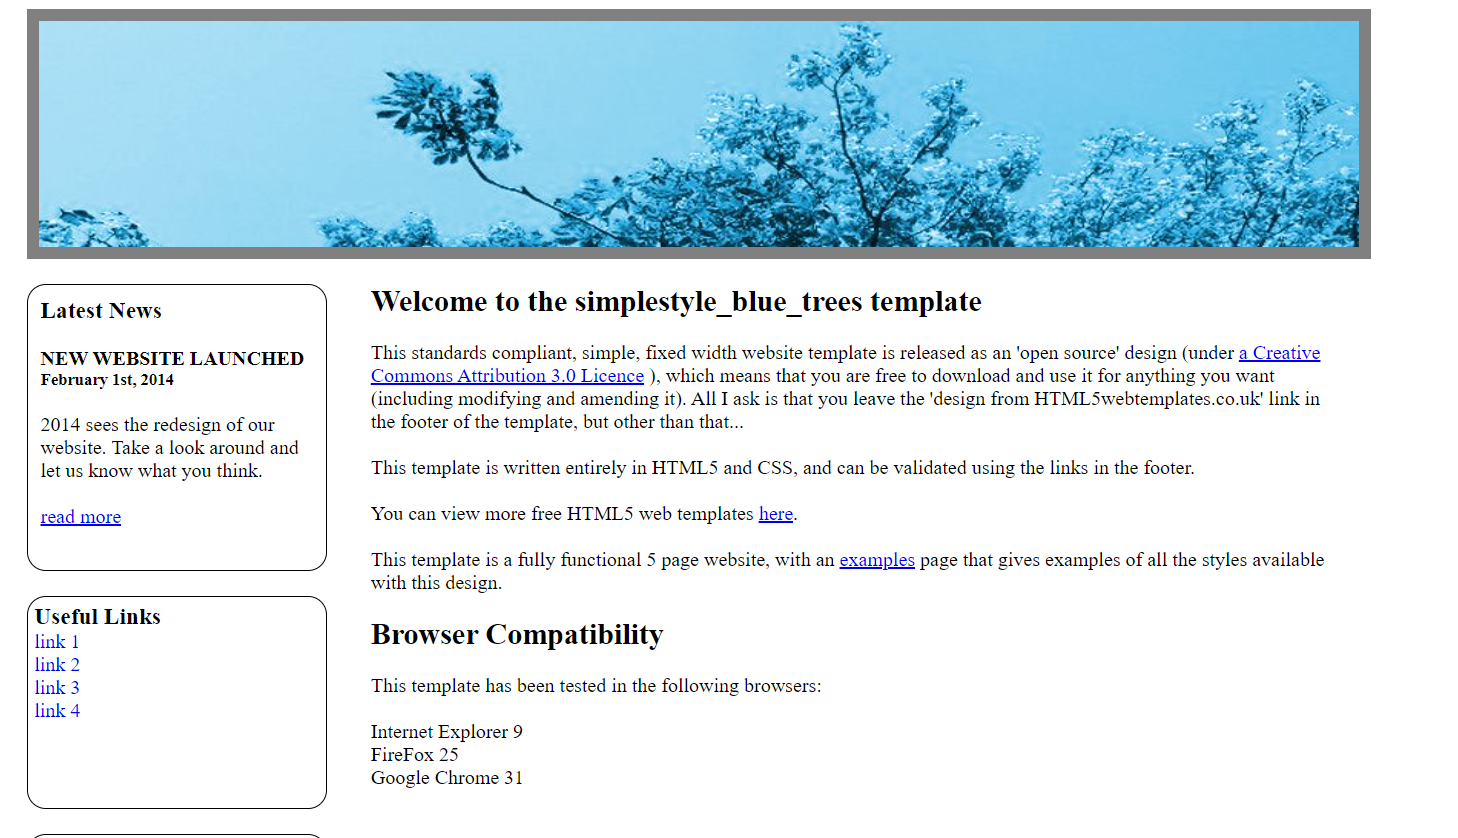 Latest News
NEW WEBSITE LAUNCHED
February 1st, 2014
2014 sees the redesign of our
website. Take a look around and
let us know what you think.
read more
Useful Links
link 1
link 2
link 3
link 4
Welcome to the simplestyle_blue_trees template
This standards compliant, simple, fixed width website template is released as an 'open source' design (under a Creative
Commons Attribution 3.0 Licence ), which means that you are free to download and use it for anything you want
(including modifying and amending it). All I ask is that you leave the 'design from HTML5webtemplates.co.uk' link in
the footer of the template, but other than that...
This template is written entirely in HTML5 and CSS, and can be validated using the links in the footer.
You can view more free HTML5 web templates here.
This template is a fully functional 5 page website, with an examples page that gives examples of all the styles available
with this design.
Browser Compatibility
This template has been tested in the following browsers:
Internet Explorer 9
FireFox 25
Google Chrome 31